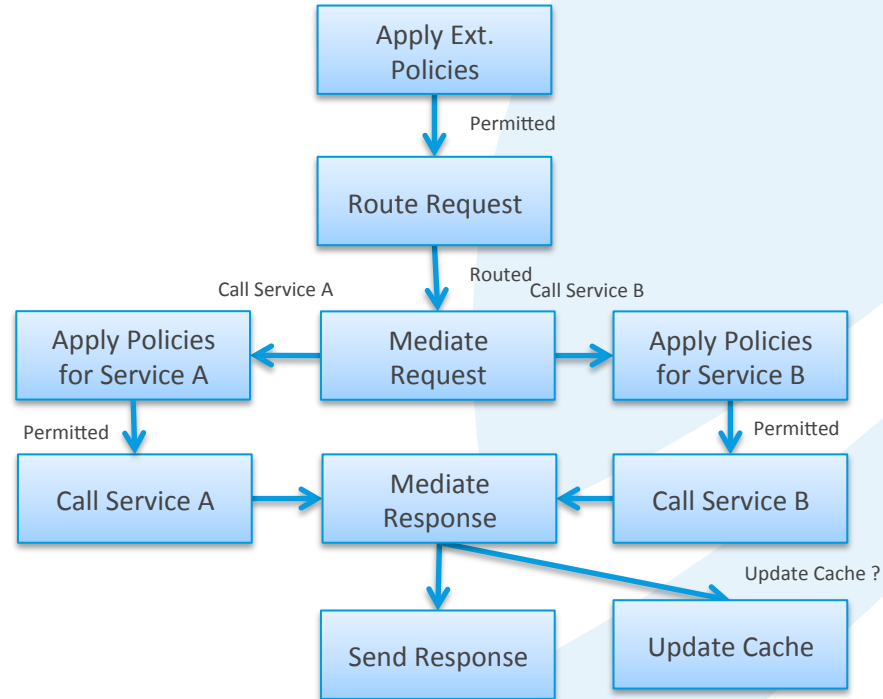 Apply Ext.
Policies
Permitted
Route Request
Routed
Call Service A
Call Service B
Apply Policies
for Service A
Mediate
Request
Apply Policies
for Service B
Permitted
Permitted
Call Service A
Mediate
Response
Call Service B
Update Cache ?
Send Response
Update Cache